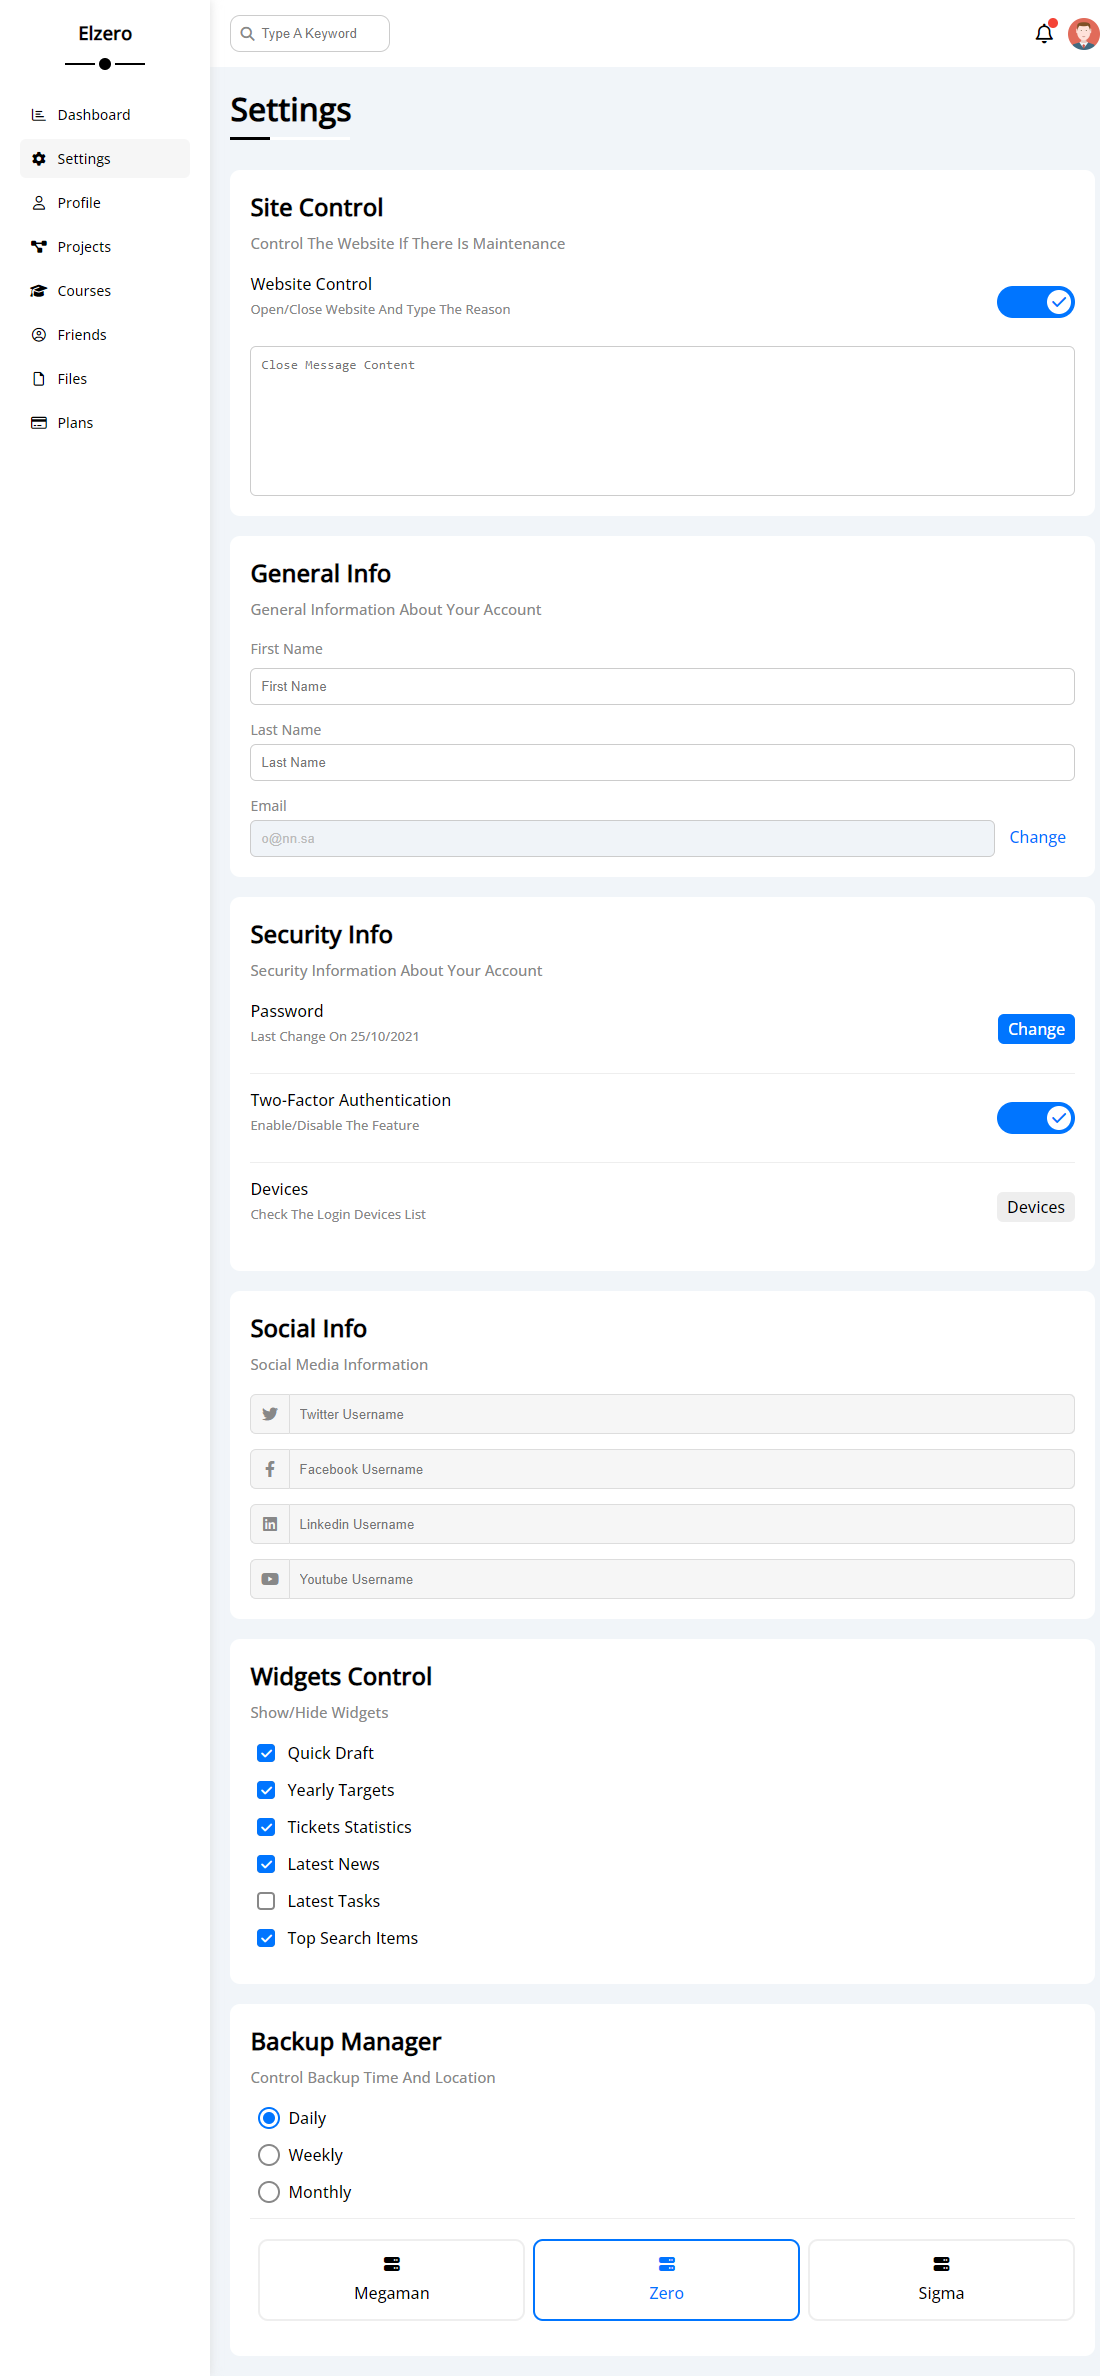 Elzero
Type A Keyword
Dashboard
Settings
Profile
Projects
Courses
Friends
Files
Plans
Settings
Site Control
Control The Website If There Is Maintenance
Website Control
Open/Close Website And Type The Reason
Close Message Content
General Info
General Information About Your Account
First Name
First Name
Last Name
Last Name
Email
o@nn.sa
Change
Security Info
Security Information About Your Account
Password
Last Change On 25/10/2021
Change
Two-Factor Authentication
Enable/Disable The Feature
Devices
Check The Login Devices List
Devices
Social Info
Social Media Information
Twitter Username
Facebook Username
Linkedin Username
Youtube Username
Widgets Control
Show/Hide Widgets
Quick Draft
Yearly Targets
Tickets Statistics
Latest News
Latest Tasks
Top Search Items
Backup Manager
Control Backup Time And Location
Daily
Weekly
Monthly
Megaman
Zero
Sigma